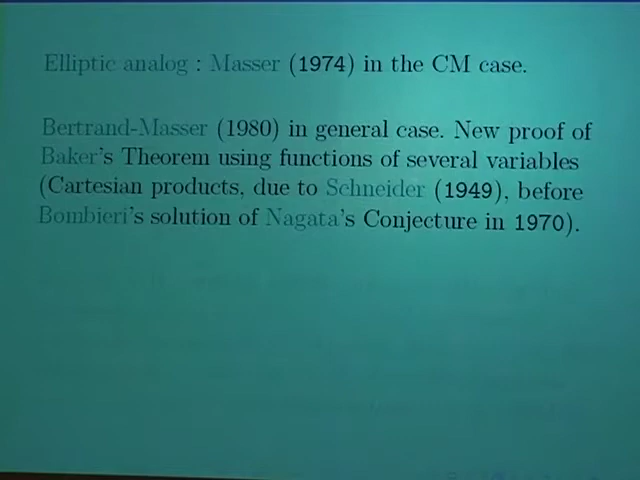 Elliptic analog : Masser (1974) in the CM case.
Bertrand-Masser (1980) in general case. New proof of
Baker's Theorem using functions of several variables
(Cartesian products, due to Schneider (1949), before
Bombieri's solution of Nagata's Conjecture in 1970).